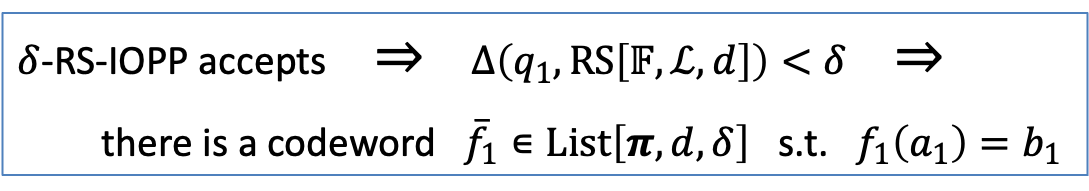 δ-RS-IOPP accepts ⇒ Δ(q₁, RS[𝔽, ℒ, d]) < δ ⇒
there is a codeword f̄₁ ∈ List[𝝅, d, δ] s.t. f₁(a₁) = b₁